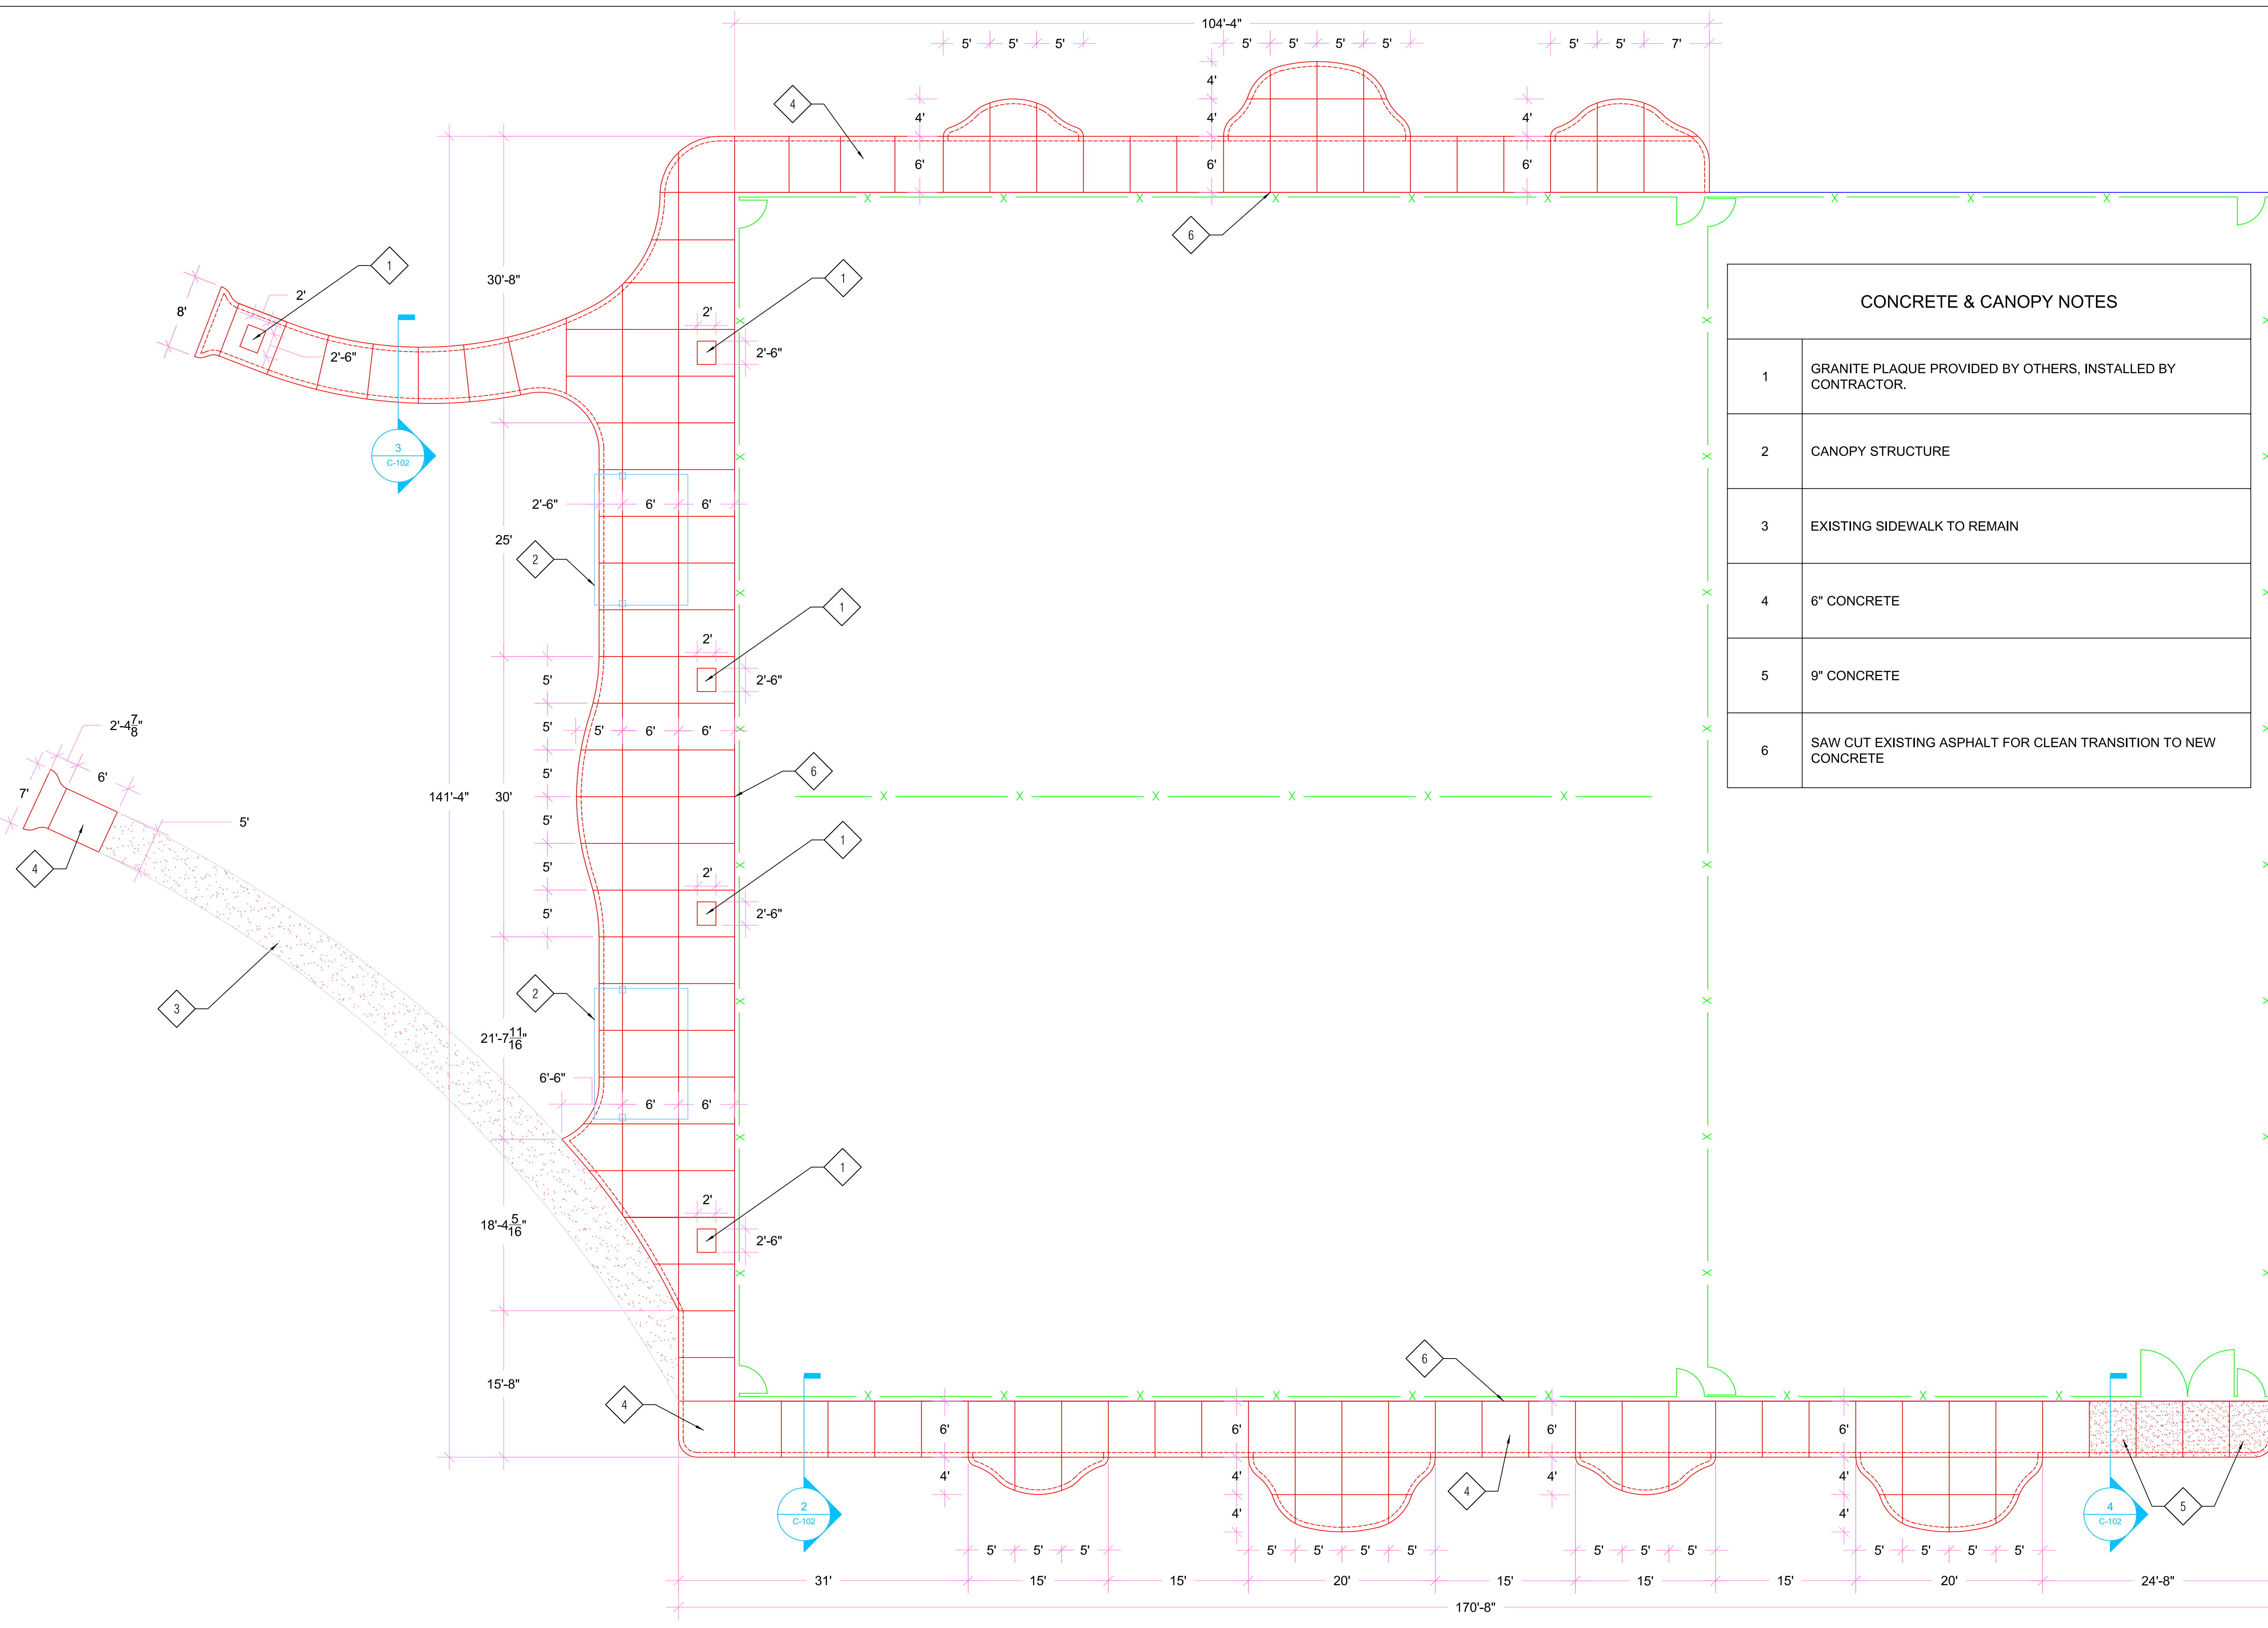 104'-4"
5' 5' 5' 5' 5' 5' 5' 5' 5' 7'
4'
4' 4' 4'
6' 6' 6'
4
6
1
1
2'
8'
2'-6"
30'-8"
2'
2'-6"
3
C-102
2'-6" 6' 6'
25'
2
1
2'
5'
2'-6"
5' 5' 6' 6'
5'
6
141'-4" 30'
5'
1
5'
2'
5'
2'-6"
2'-4 7/8"
6'
7'
5'
4
3
2
21'-7 11/16"
6'-6"
6' 6'
1
2'
18'-4 5/16"
2'-6"
15'-8"
4
6
6' 6' 6' 6'
4' 4' 4' 4'
4' 4'
2
C-102
4
4
C-102
5
5' 5' 5' 5' 5' 5' 5' 5' 5' 5' 5' 5' 5' 5'
31' 15' 15' 20' 15' 15' 15' 20' 24'-8"
170'-8"
CONCRETE & CANOPY NOTES
1 GRANITE PLAQUE PROVIDED BY OTHERS, INSTALLED BY
CONTRACTOR.
2 CANOPY STRUCTURE
3 EXISTING SIDEWALK TO REMAIN
4 6" CONCRETE
5 9" CONCRETE
6 SAW CUT EXISTING ASPHALT FOR CLEAN TRANSITION TO NEW
CONCRETE